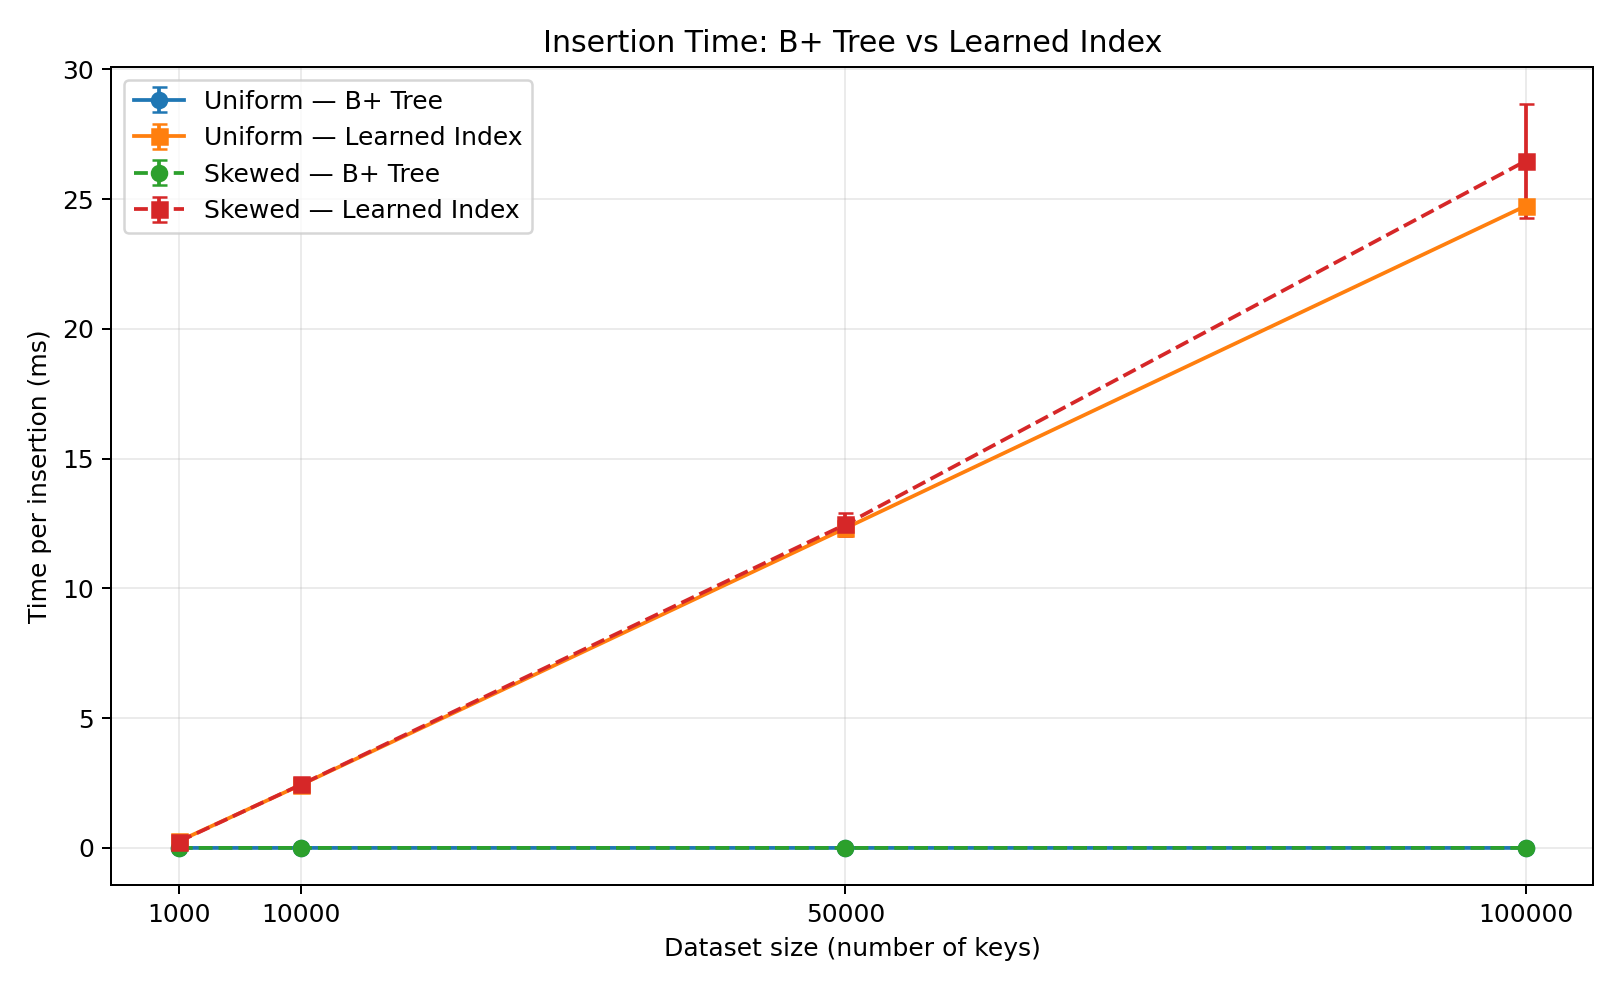 Insertion Time: B+ Tree vs Learned Index
Uniform — B+ Tree
Uniform — Learned Index
Skewed — B+ Tree
Skewed — Learned Index
Time per insertion (ms)
30
25
20
15
10
5
0
1000 10000 50000 100000
Dataset size (number of keys)